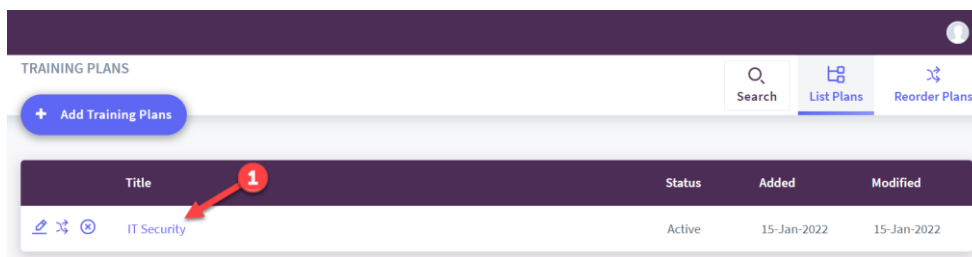 TRAINING PLANS
Search
List Plans
Reorder Plans
+ Add Training Plans
1
Title Status Added Modified
IT Security Active 15-Jan-2022 15-Jan-2022